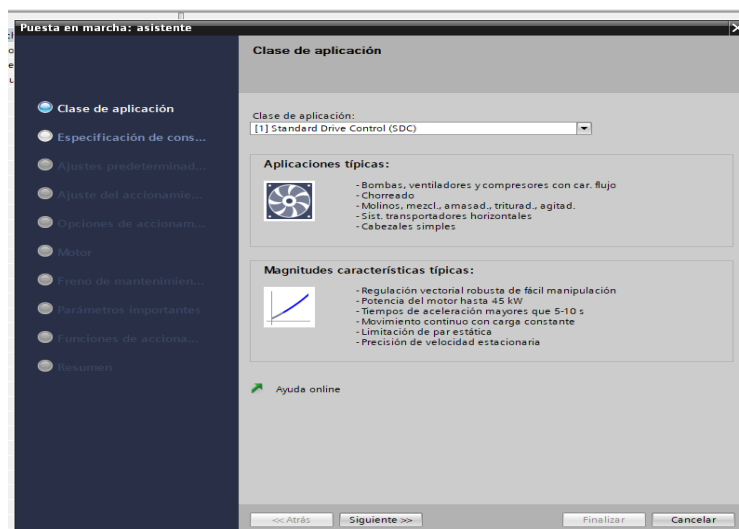 Puesta en marcha: asistente
Clase de aplicación
Clase de aplicación
Especificación de cons...
Ajustes predeterminad...
Ajuste del accionamie...
Opciones de accionam...
Motor
Freno de mantenimien...
Parámetros importantes
Funciones de acciona...
Resumen
Clase de aplicación:
[1] Standard Drive Control (SDC)
Aplicaciones típicas:
- Bombas, ventiladores y compresores con car. flujo
- Chorreado
- Molinos, mezcl., amasad., triturad., agitad.
- Sist. transportadores horizontales
- Cabezales simples
Magnitudes características típicas:
- Regulación vectorial robusta de fácil manipulación
- Potencia del motor hasta 45 kW
- Tiempos de aceleración mayores que 5-10 s
- Movimiento continuo con carga constante
- Limitación de par estática
- Precisión de velocidad estacionaria
Ayuda online
<< Atrás
Siguiente >>
Finalizar
Cancelar